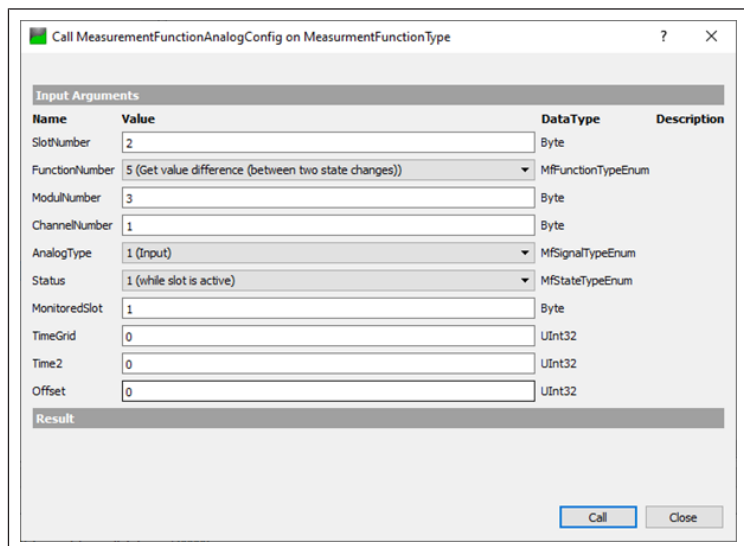 Call MeasurementFunctionAnalogConfig on MeasurmentFunctionType ? X
Input Arguments
Name Value DataType Description
SlotNumber 2 Byte
FunctionNumber 5 (Get value difference (between two state changes)) MfFunctionTypeEnum
ModulNumber 3 Byte
ChannelNumber 1 Byte
AnalogType 1 (Input) MfSignalTypeEnum
Status 1 (while slot is active) MfStateTypeEnum
MonitoredSlot 1 Byte
TimeGrid 0 UInt32
Time2 0 UInt32
Offset 0 UInt32
Result
Call Close